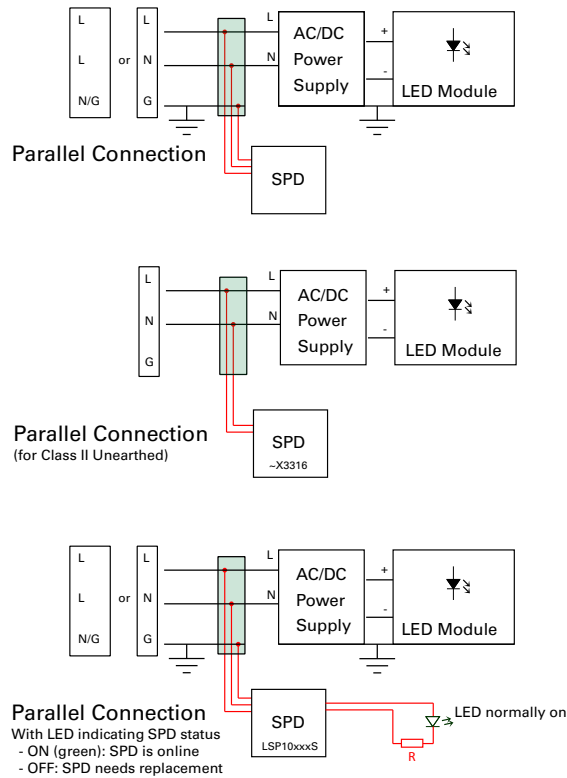 L L L AC/DC +
L or N N Power
Supply -
N/G G LED Module
Parallel Connection
SPD
L L AC/DC +
N N Power
Supply -
G LED Module
Parallel Connection
(for Class II Unearthed)
SPD
~X3316
L L L AC/DC +
L or N N Power
Supply -
N/G G LED Module
Parallel Connection
With LED indicating SPD status
- ON (green): SPD is online
- OFF: SPD needs replacement
SPD
LSP10xxxS
LED normally on
R